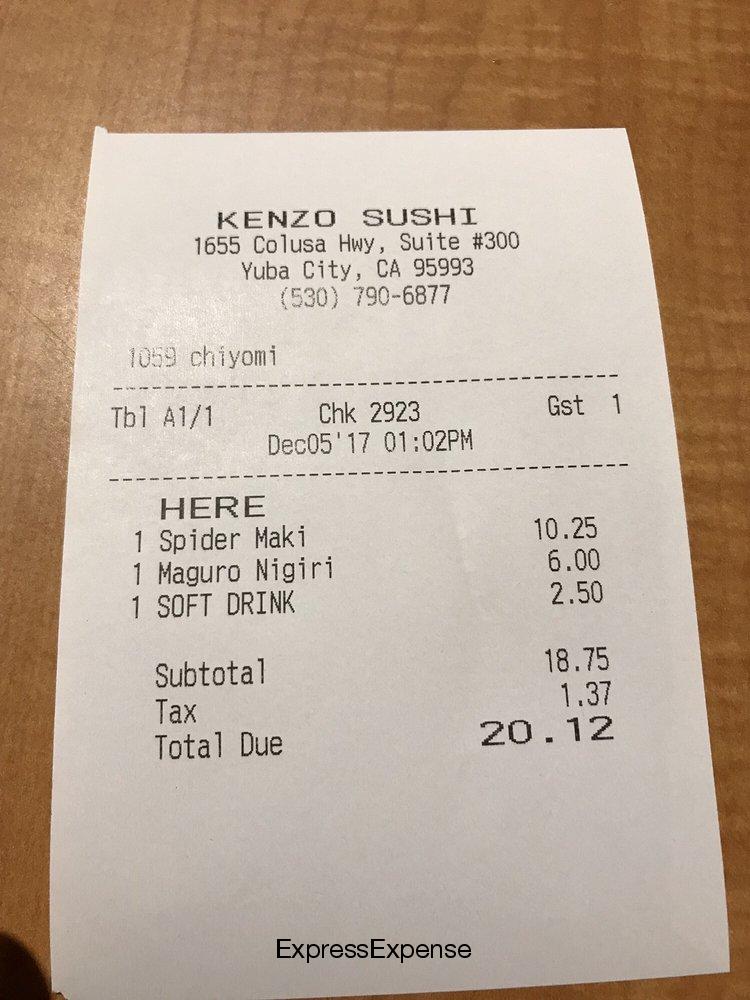 KENZO SUSHI
1655 Colusa Hwy, Suite #300
Yuba City, CA 95993
(530) 790-6877
1059 chiyomi
Tbl A1/1 Chk 2923 Gst 1
Dec05'17 01:02PM
HERE
1 Spider Maki 10.25
1 Maguro Nigiri 6.00
1 SOFT DRINK 2.50
Subtotal 18.75
Tax 1.37
Total Due 20.12
ExpressExpense